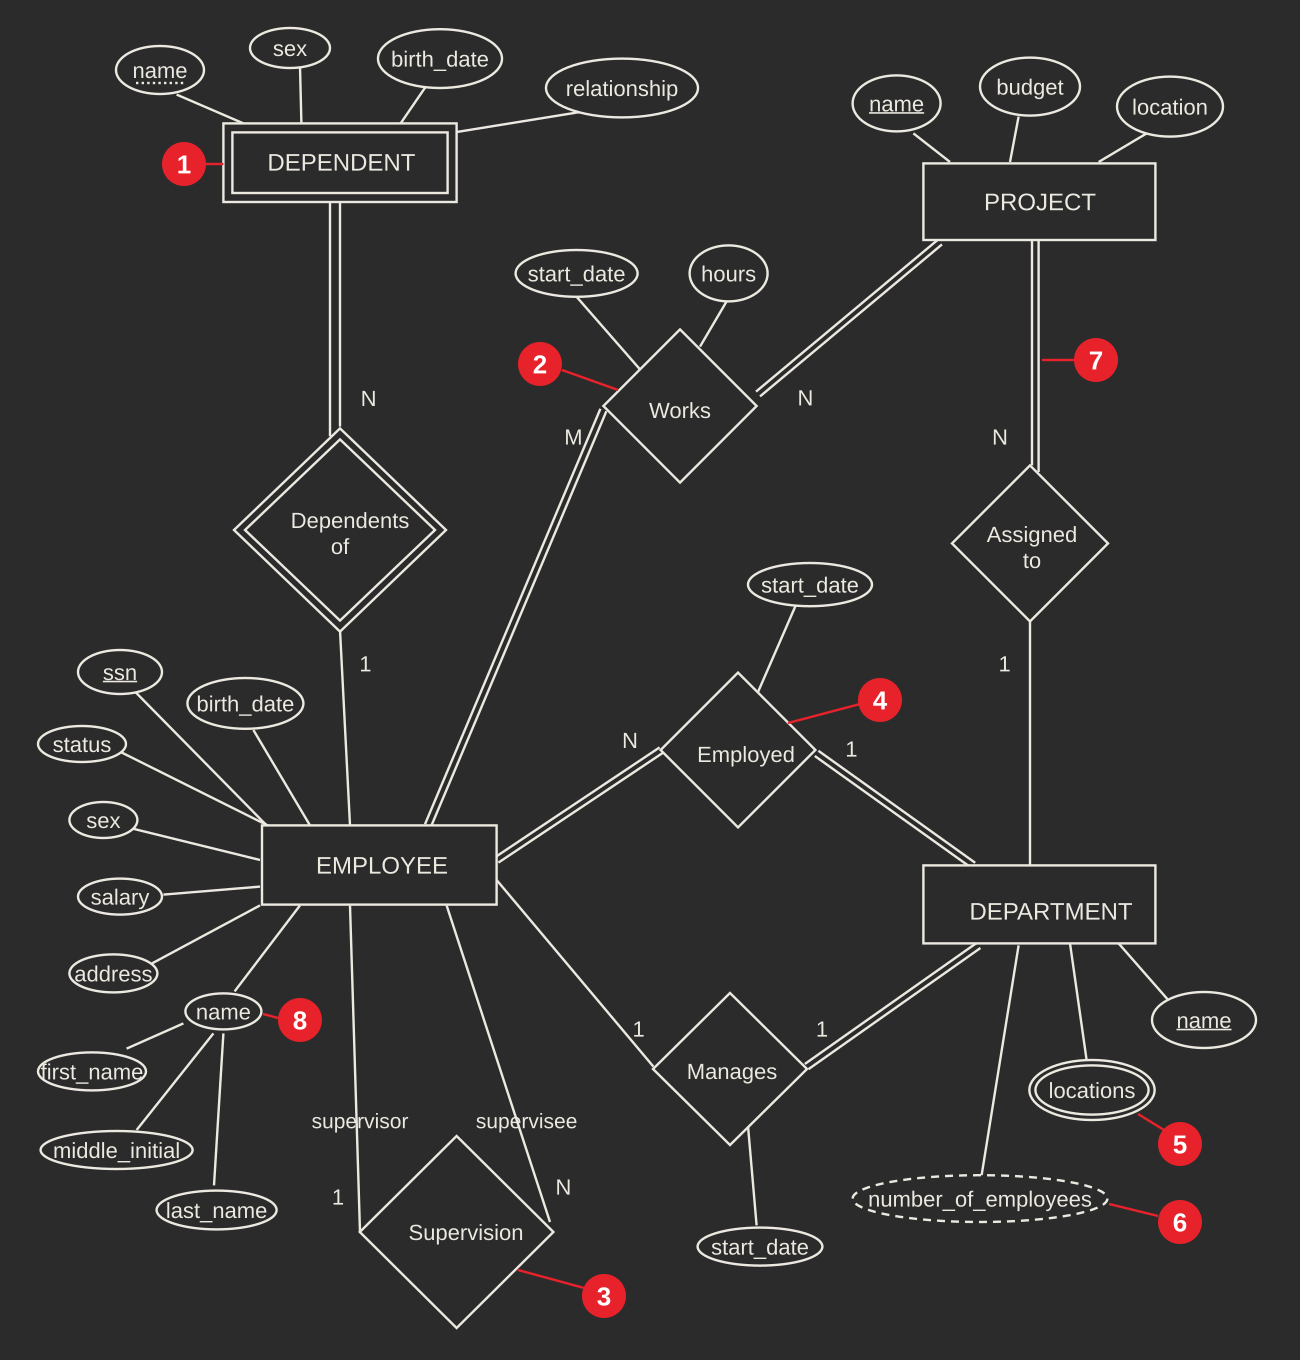 sex
name
birth_date
relationship
name
budget
location
1
DEPENDENT
PROJECT
start_date
hours
2
7
N
Works
N
M
N
Dependents
of
Assigned
to
start_date
1
1
ssn
birth_date
4
status
N
Employed
1
sex
EMPLOYEE
salary
DEPARTMENT
address
name
8
1
1
name
first_name
Manages
locations
supervisor
supervisee
5
middle_initial
1
N
number_of_employees
last_name
6
Supervision
start_date
3